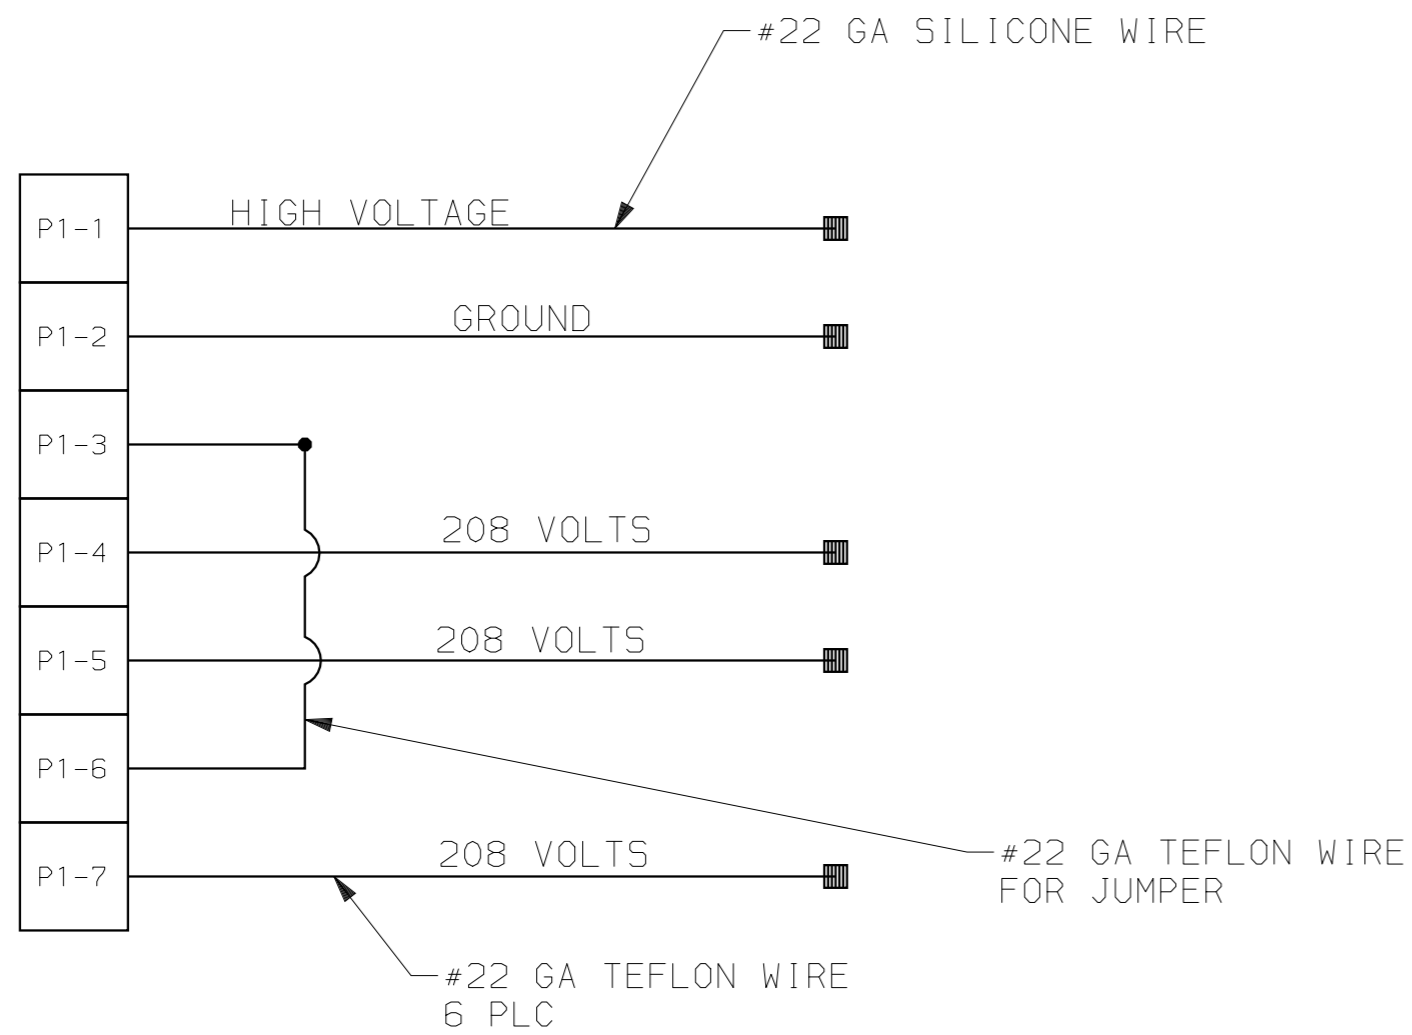 #22 GA SILICONE WIRE
P1-1
HIGH VOLTAGE
P1-2
GROUND
P1-3
P1-4
208 VOLTS
P1-5
208 VOLTS
P1-6
P1-7
208 VOLTS
#22 GA TEFLON WIRE
FOR JUMPER
#22 GA TEFLON WIRE
6 PLC